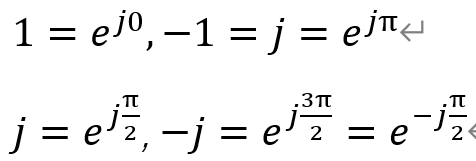 1 = e^{j0}, −1 = j = e^{jπ}↵
j = e^{j\frac{π}{2}}, −j = e^{j\frac{3π}{2}} = e^{−j\frac{π}{2}}↵